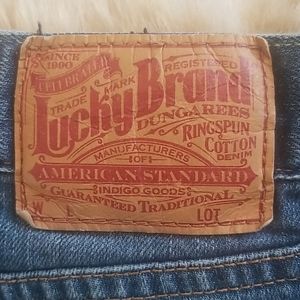 SINCE
1990
REGISTERED
TRADE MARK
Lucky Brand
DUNGAREES
RINGSPUN
COTTON
DENIM
MANUFACTURERS
OF
AMERICAN STANDARD
INDIGO GOODS
GUARANTEED TRADITIONAL
W L LOT